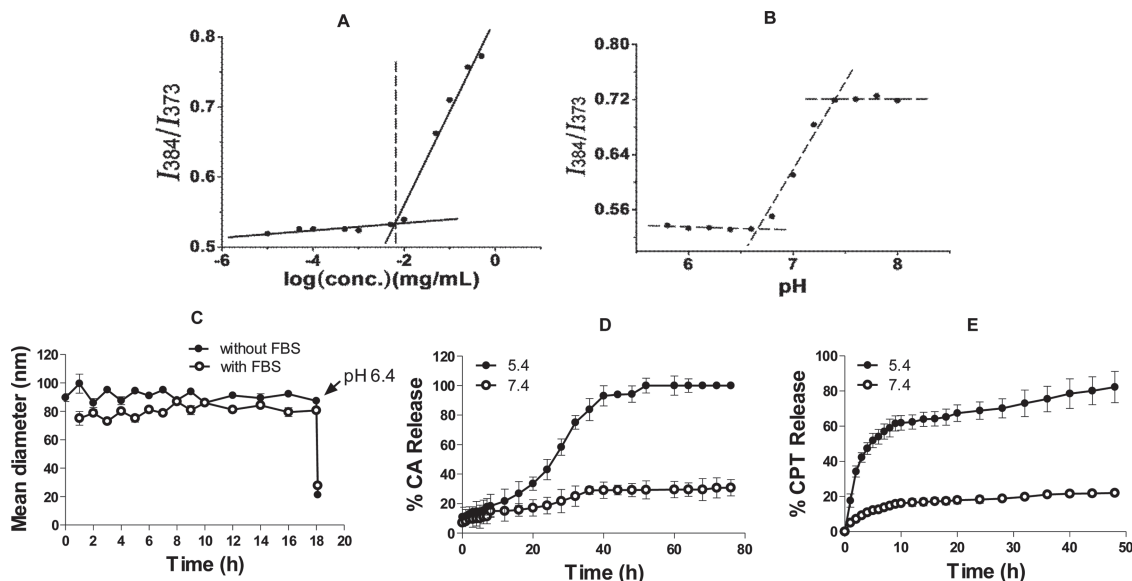 A
I384/I373
0.8
0.7
0.6
0.5
-6
-4
-2
0
log(conc.)(mg/mL)
B
I384/I373
0.80
0.72
0.64
0.56
6
7
8
pH
C
without FBS
with FBS
pH 6.4
Mean diameter (nm)
120
100
80
60
40
20
0
0 2 4 6 8 10 12 14 16 18 20
Time (h)
D
5.4
7.4
% CA Release
120
100
80
60
40
20
0
0 20 40 60 80
Time (h)
E
5.4
7.4
% CPT Release
100
80
60
40
20
0
0 10 20 30 40 50
Time (h)